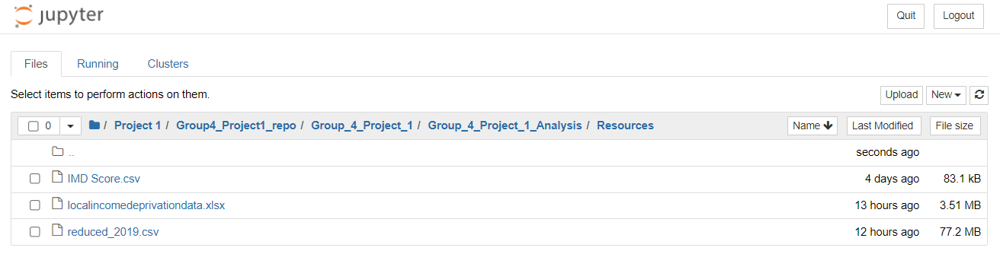 jupyter Quit Logout
Files Running Clusters
Select items to perform actions on them. Upload New
0 / Project 1 / Group4_Project1_repo / Group_4_Project_1 / Group_4_Project_1_Analysis / Resources Name Last Modified File size
.. seconds ago
IMD Score.csv 4 days ago 83.1 kB
localincomedeprivationdata.xlsx 13 hours ago 3.51 MB
reduced_2019.csv 12 hours ago 77.2 MB